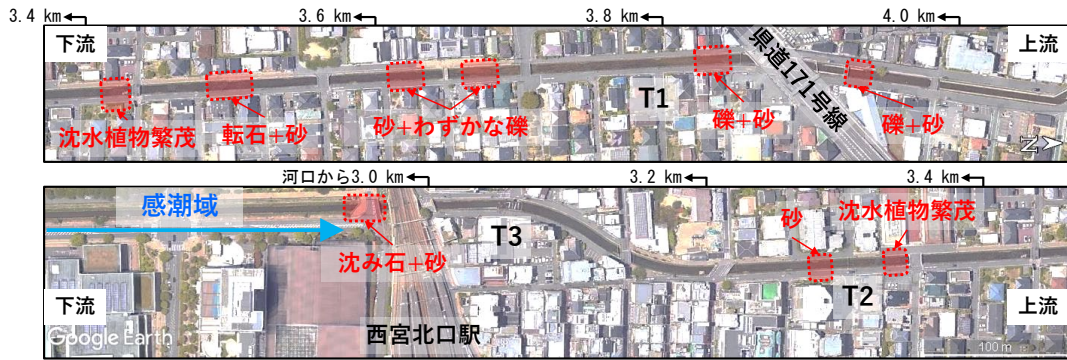 3.4 km
3.6 km
3.8 km
4.0 km
下流
上流
県道171号線
T1
沈水植物繁茂
転石+砂
砂+わずかな礫
礫+砂
礫+砂
N
河口から3.0 km
3.2 km
3.4 km
感潮域
沈み石+砂
T3
砂
沈水植物繁茂
T2
下流
上流
西宮北口駅
Google Earth
100 m